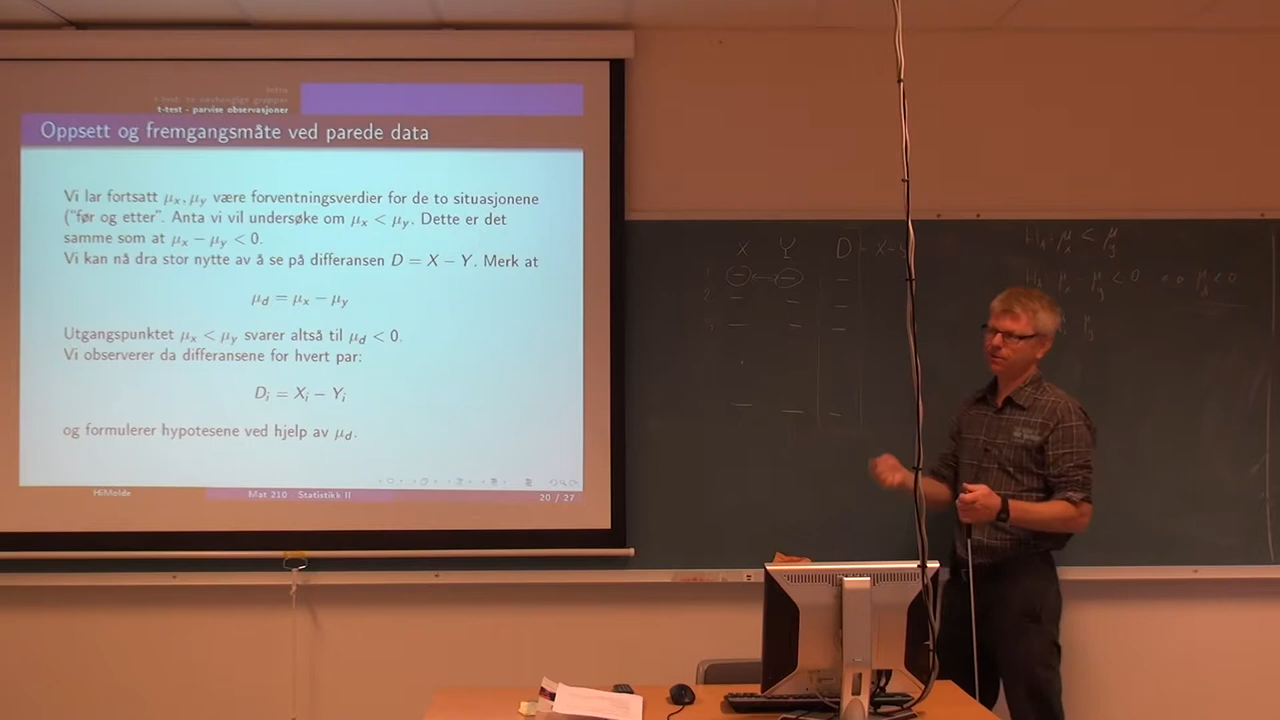 Intro
t-test: to uavhengige grupper
t-test - parvise observasjoner
Oppsett og fremgangsmåte ved parede data
Vi lar fortsatt μx, μy være forventningsverdier for de to situasjonene
("før og etter". Anta vi vil undersøke om μx < μy. Dette er det
samme som at μx − μy < 0.
Vi kan nå dra stor nytte av å se på differansen D = X − Y. Merk at
μd = μx − μy
Utgangspunktet μx < μy svarer altså til μd < 0.
Vi observerer da differansene for hvert par:
Di = Xi − Yi
og formulerer hypotesene ved hjelp av μd.
HiMolde Mat 210 Statistikk II 20 / 27
X Y D = X - Y
1
2
H1: μx < μy
H1: μx - μy < 0 μd < 0
μy